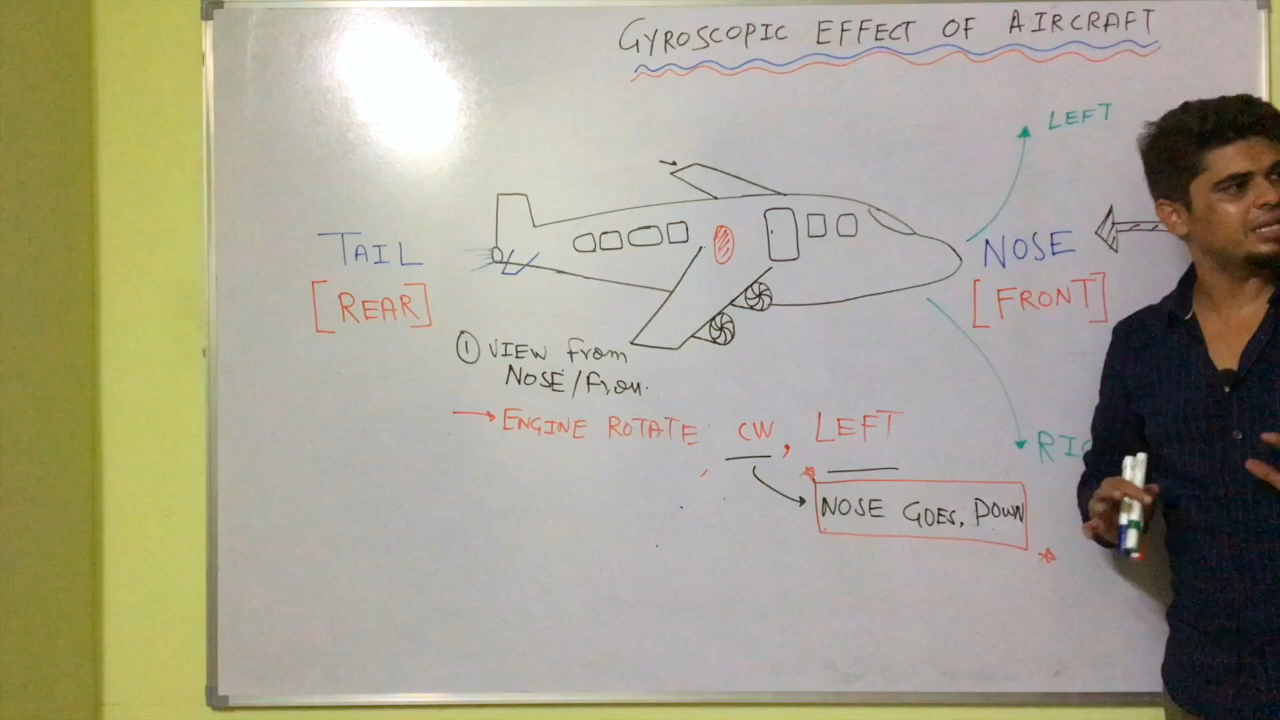 GYROSCOPIC EFFECT OF AIRCRAFT
LEFT
TAIL
[REAR]
NOSE
[FRONT]
① VIEW from
NOSE/Fron.
→ ENGINE ROTATE CW, LEFT
NOSE GOES, DOWN